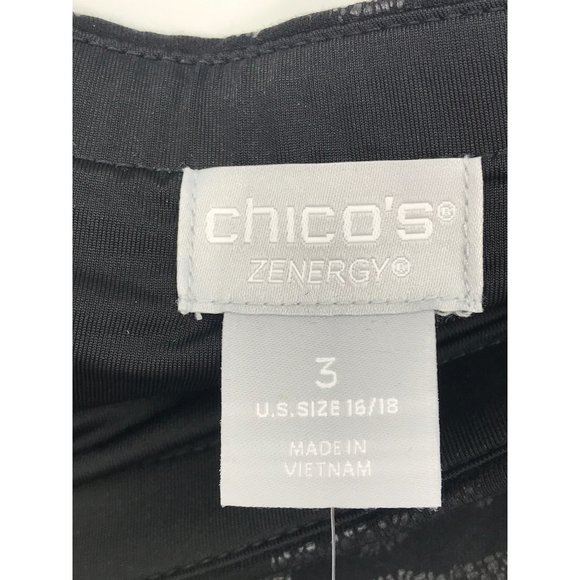 chico's®
ZENERGY®
3
U.S. SIZE 16/18
MADE IN
VIETNAM